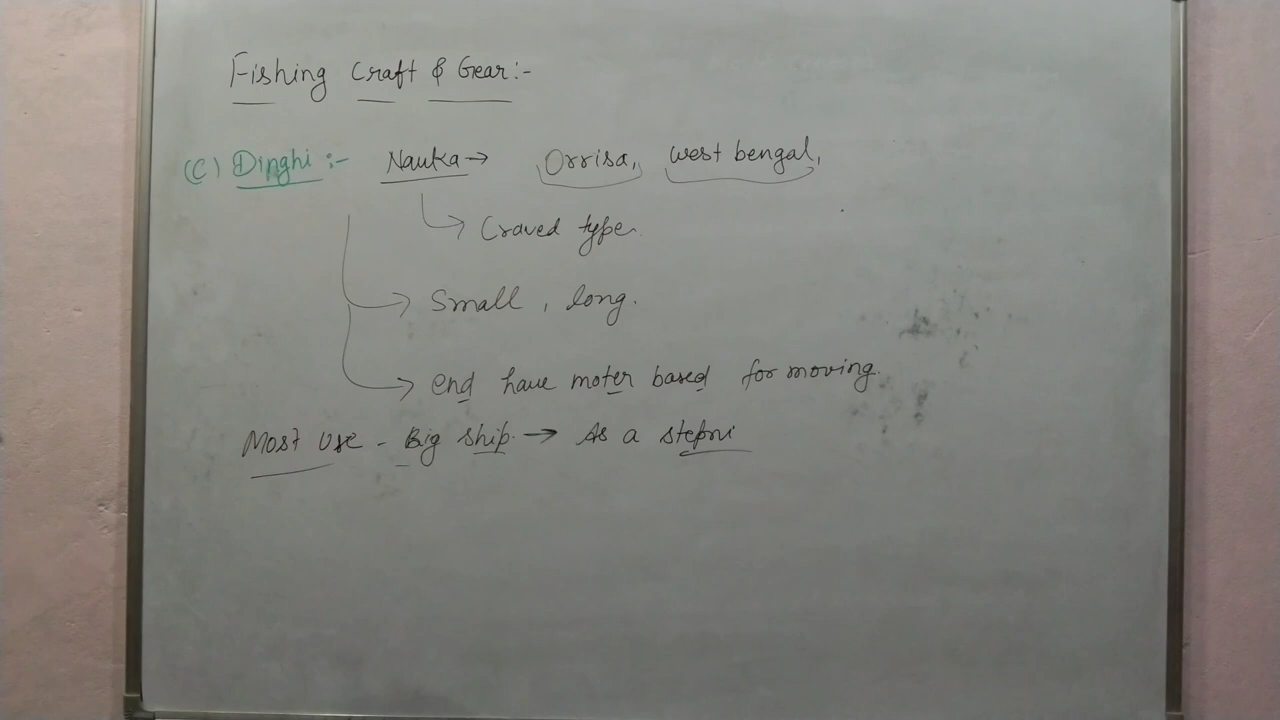 Fishing Craft & Gear:-
(C) Dinghi :- Nauka → Orrisa, west bengal,
→ Craved type.
→ Small , long.
→ end have moter based for moving.
Most use - Big ship. → As a stepni